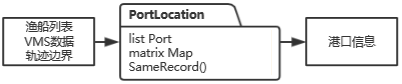 渔船列表
VMS数据
轨迹边界
PortLocation
list Port
matrix Map
SameRecord()
港口信息